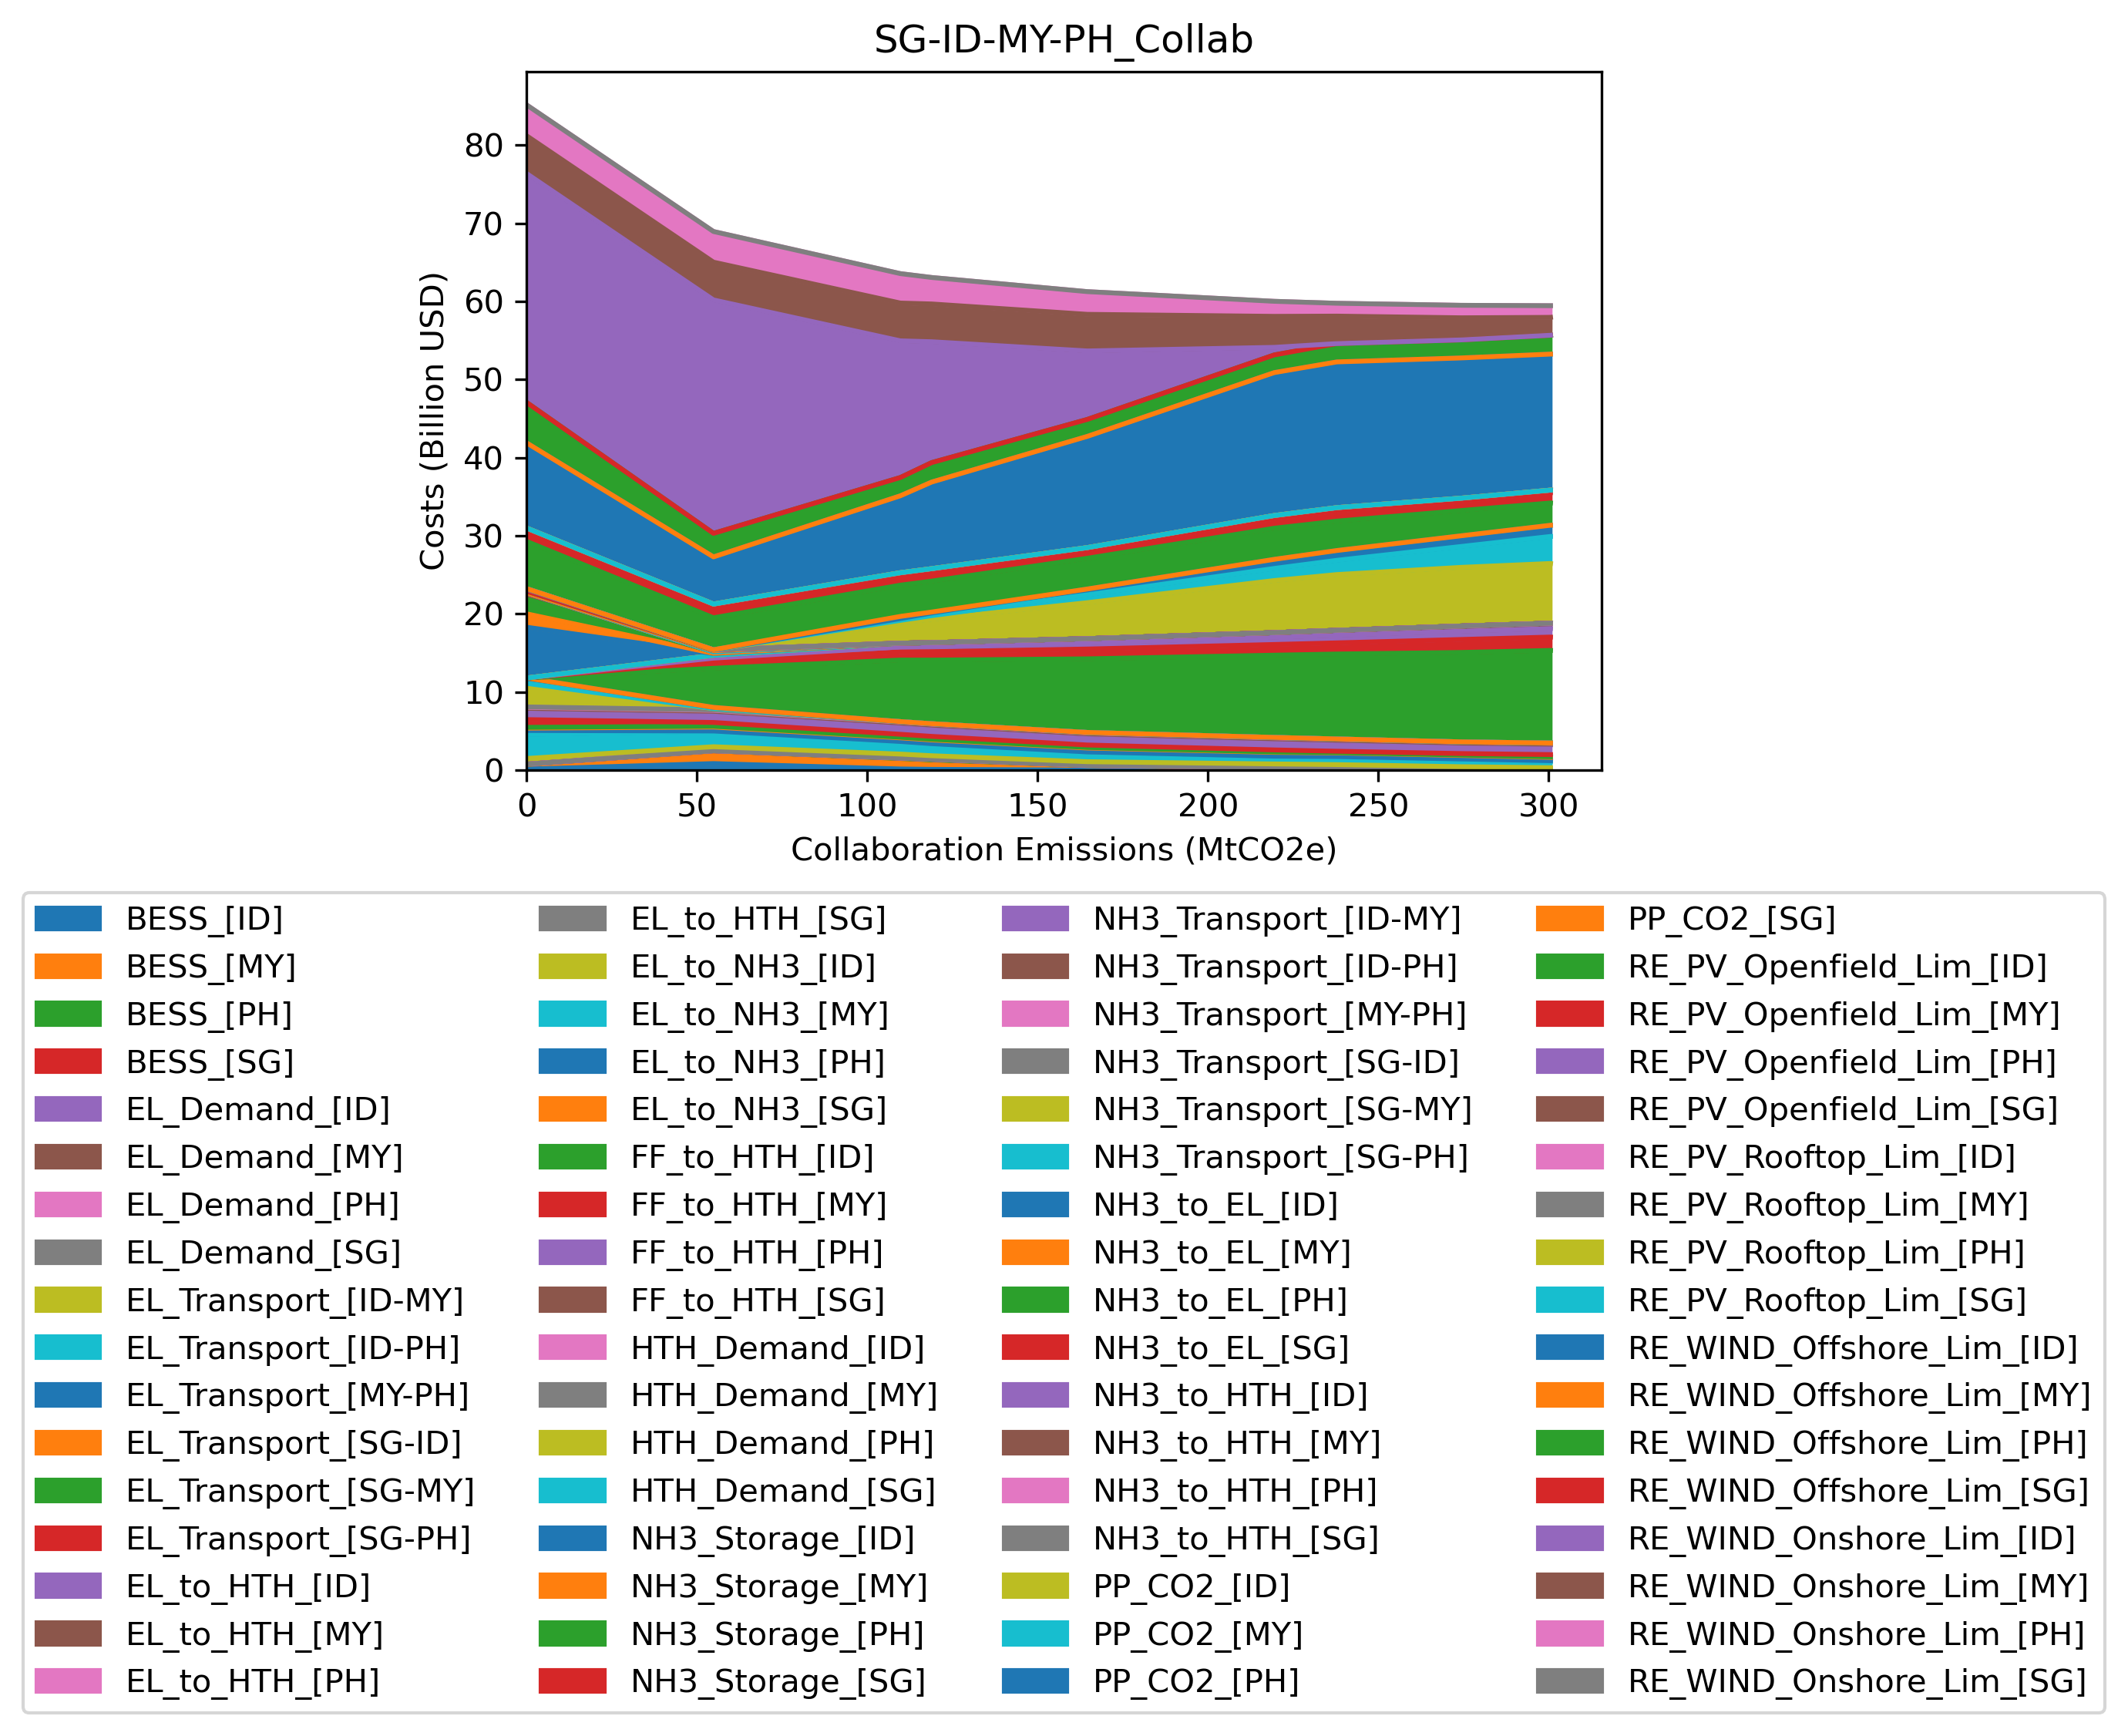 SG-ID-MY-PH_Collab
80
70
60
50
40
30
20
10
0
Costs (Billion USD)
0 50 100 150 200 250 300
Collaboration Emissions (MtCO2e)
BESS_[ID]
BESS_[MY]
BESS_[PH]
BESS_[SG]
EL_Demand_[ID]
EL_Demand_[MY]
EL_Demand_[PH]
EL_Demand_[SG]
EL_Transport_[ID-MY]
EL_Transport_[ID-PH]
EL_Transport_[MY-PH]
EL_Transport_[SG-ID]
EL_Transport_[SG-MY]
EL_Transport_[SG-PH]
EL_to_HTH_[ID]
EL_to_HTH_[MY]
EL_to_HTH_[PH]
EL_to_HTH_[SG]
EL_to_NH3_[ID]
EL_to_NH3_[MY]
EL_to_NH3_[PH]
EL_to_NH3_[SG]
FF_to_HTH_[ID]
FF_to_HTH_[MY]
FF_to_HTH_[PH]
FF_to_HTH_[SG]
HTH_Demand_[ID]
HTH_Demand_[MY]
HTH_Demand_[PH]
HTH_Demand_[SG]
NH3_Storage_[ID]
NH3_Storage_[MY]
NH3_Storage_[PH]
NH3_Storage_[SG]
NH3_Transport_[ID-MY]
NH3_Transport_[ID-PH]
NH3_Transport_[MY-PH]
NH3_Transport_[SG-ID]
NH3_Transport_[SG-MY]
NH3_Transport_[SG-PH]
NH3_to_EL_[ID]
NH3_to_EL_[MY]
NH3_to_EL_[PH]
NH3_to_EL_[SG]
NH3_to_HTH_[ID]
NH3_to_HTH_[MY]
NH3_to_HTH_[PH]
NH3_to_HTH_[SG]
PP_CO2_[ID]
PP_CO2_[MY]
PP_CO2_[PH]
PP_CO2_[SG]
RE_PV_Openfield_Lim_[ID]
RE_PV_Openfield_Lim_[MY]
RE_PV_Openfield_Lim_[PH]
RE_PV_Openfield_Lim_[SG]
RE_PV_Rooftop_Lim_[ID]
RE_PV_Rooftop_Lim_[MY]
RE_PV_Rooftop_Lim_[PH]
RE_PV_Rooftop_Lim_[SG]
RE_WIND_Offshore_Lim_[ID]
RE_WIND_Offshore_Lim_[MY]
RE_WIND_Offshore_Lim_[PH]
RE_WIND_Offshore_Lim_[SG]
RE_WIND_Onshore_Lim_[ID]
RE_WIND_Onshore_Lim_[MY]
RE_WIND_Onshore_Lim_[PH]
RE_WIND_Onshore_Lim_[SG]